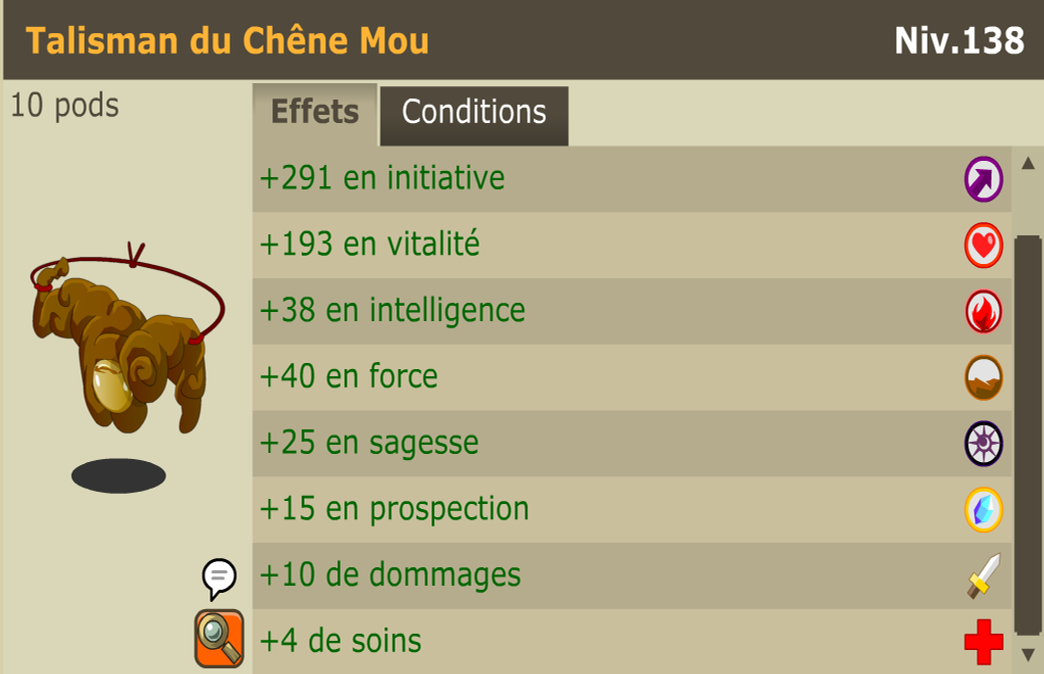 Talisman du Chêne Mou
Niv.138
10 pods
Effets
Conditions
+291 en initiative
+193 en vitalité
+38 en intelligence
+40 en force
+25 en sagesse
+15 en prospection
+10 de dommages
+4 de soins